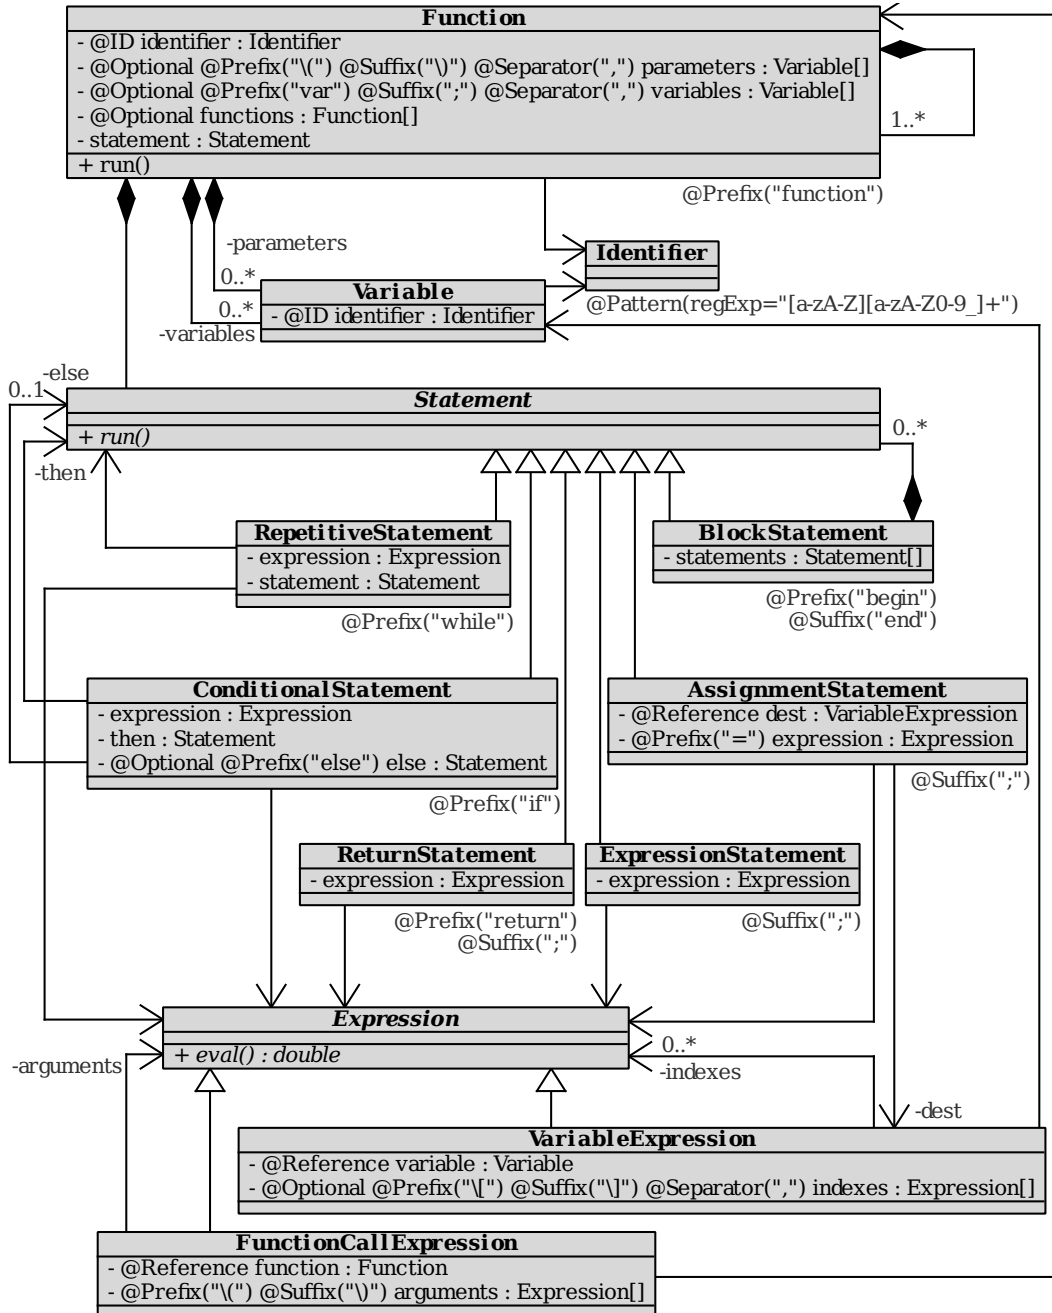 Function
- @ID identifier : Identifier
- @Optional @Prefix("\(") @Suffix("\)") @Separator(",") parameters : Variable[]
- @Optional @Prefix("var") @Suffix(";") @Separator(",") variables : Variable[]
- @Optional functions : Function[]
- statement : Statement
+ run()
1..*
@Prefix("function")
-parameters
0..*
0..*
-variables
Variable
- @ID identifier : Identifier
Identifier
@Pattern(regExp="[a-zA-Z][a-zA-Z0-9_]+")
-else
0..1
-then
Statement
+ run()
0..*
RepetitiveStatement
- expression : Expression
- statement : Statement
@Prefix("while")
BlockStatement
- statements : Statement[]
@Prefix("begin")
@Suffix("end")
ConditionalStatement
- expression : Expression
- then : Statement
- @Optional @Prefix("else") else : Statement
@Prefix("if")
AssignmentStatement
- @Reference dest : VariableExpression
- @Prefix("=") expression : Expression
@Suffix(";")
ReturnStatement
- expression : Expression
@Prefix("return")
@Suffix(";")
ExpressionStatement
- expression : Expression
@Suffix(";")
Expression
+ eval() : double
-arguments
0..*
-indexes
-dest
VariableExpression
- @Reference variable : Variable
- @Optional @Prefix("\[") @Suffix("\]") @Separator(",") indexes : Expression[]
FunctionCallExpression
- @Reference function : Function
- @Prefix("\(") @Suffix("\)") arguments : Expression[]